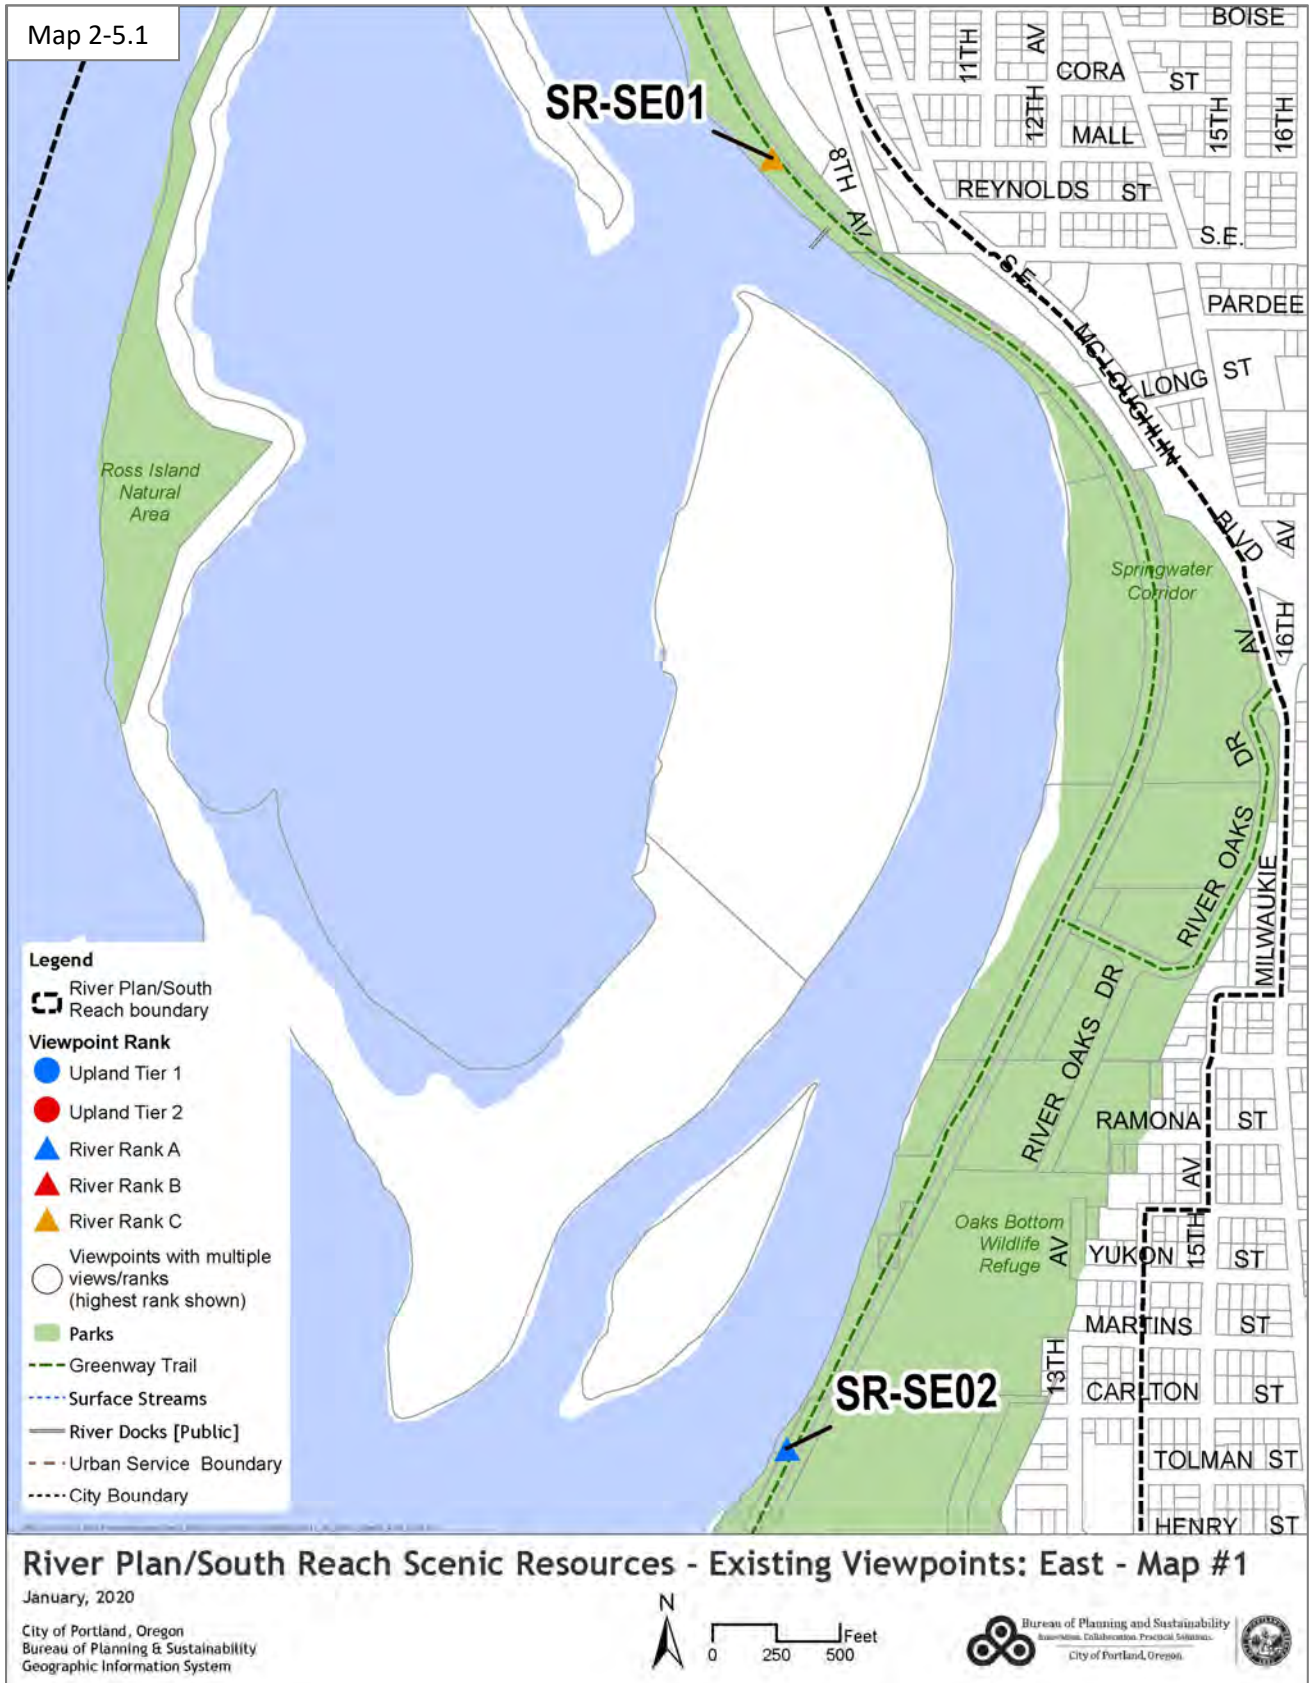 Map 2-5.1
BOISE
11TH
AV
12TH
CORA
ST
15TH
16TH
MALL
SR-SE01
8TH AV
REYNOLDS ST
S.E.
S.E.
PARDEE
MC LOUGHLIN
LONG ST
BLVD
AV
Ross Island
Natural
Area
Springwater
Corridor
AV
16TH
DR
RIVER OAKS
MILWAUKIE
RIVER OAKS DR
RAMONA ST
AV
15TH
Oaks Bottom
Wildlife
Refuge
AV
YUKON ST
MARTINS ST
13TH
CARLTON ST
SR-SE02
TOLMAN ST
HENRY ST
Legend
River Plan/South
Reach boundary
Viewpoint Rank
Upland Tier 1
Upland Tier 2
River Rank A
River Rank B
River Rank C
Viewpoints with multiple
views/ranks
(highest rank shown)
Parks
Greenway Trail
Surface Streams
River Docks [Public]
Urban Service Boundary
City Boundary
River Plan/South Reach Scenic Resources - Existing Viewpoints: East - Map #1
January, 2020
City of Portland, Oregon
Bureau of Planning & Sustainability
Geographic Information System
N
0 250 500 Feet
Bureau of Planning and Sustainability
Innovation. Collaboration. Practical Solutions.
City of Portland, Oregon